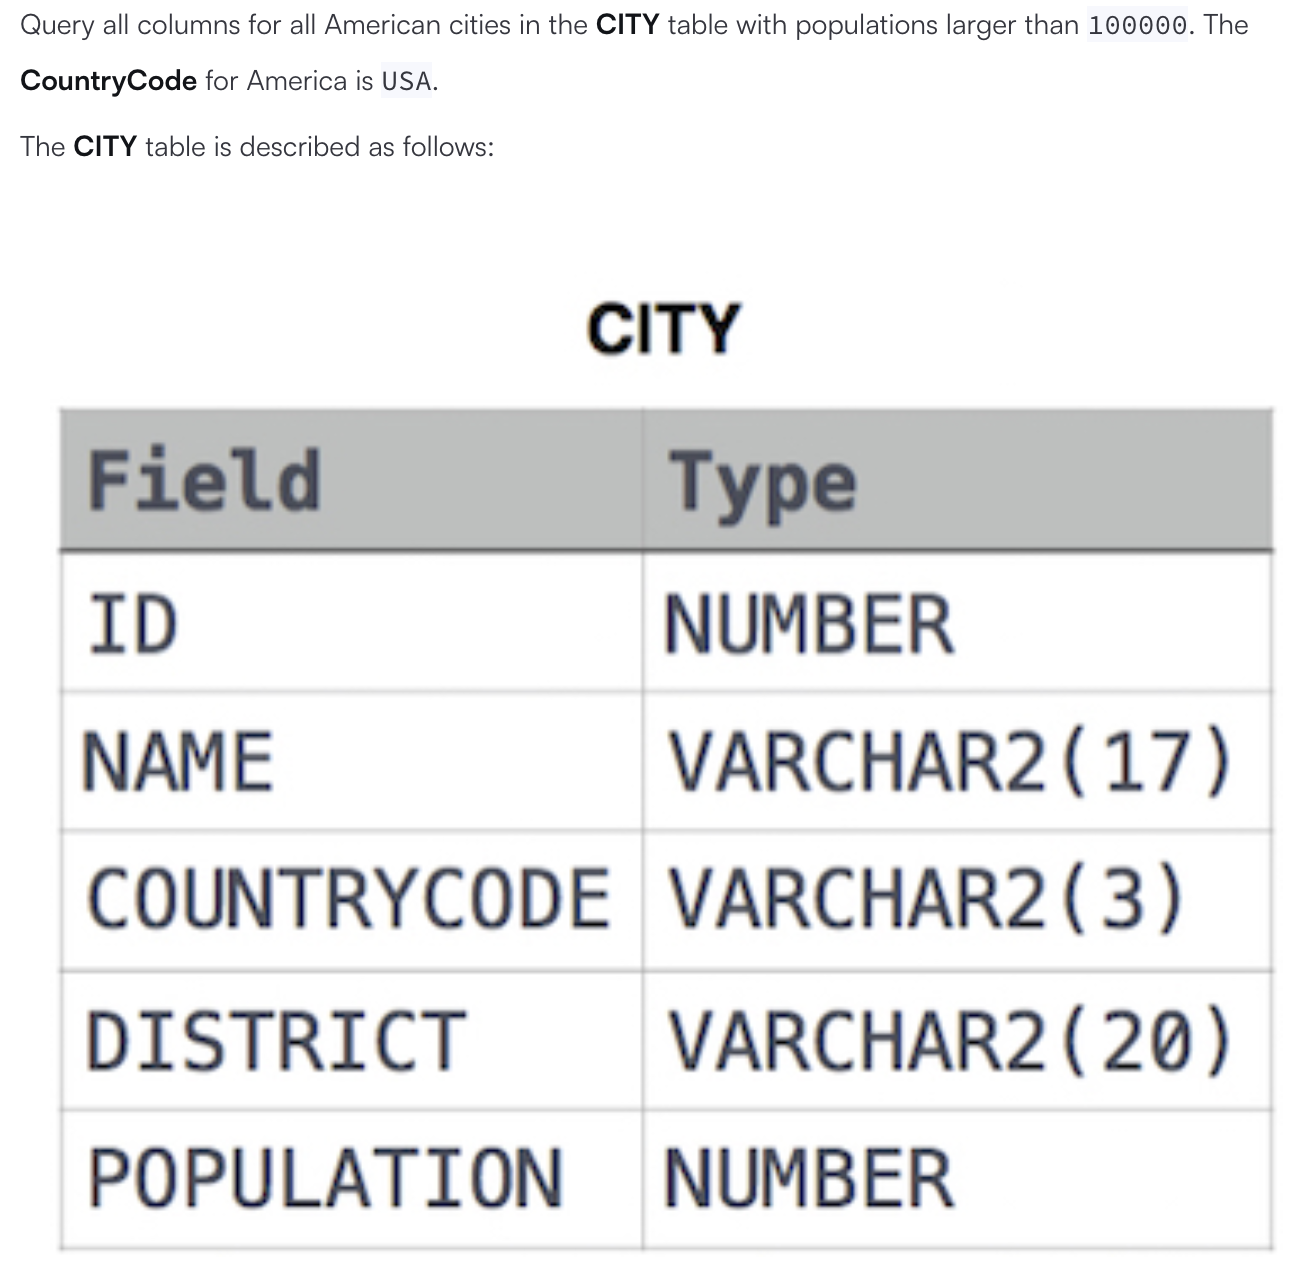 Query all columns for all American cities in the CITY table with populations larger than 100000. The
CountryCode for America is USA.
The CITY table is described as follows:
CITY
Field Type
ID NUMBER
NAME VARCHAR2(17)
COUNTRYCODE VARCHAR2(3)
DISTRICT VARCHAR2(20)
POPULATION NUMBER